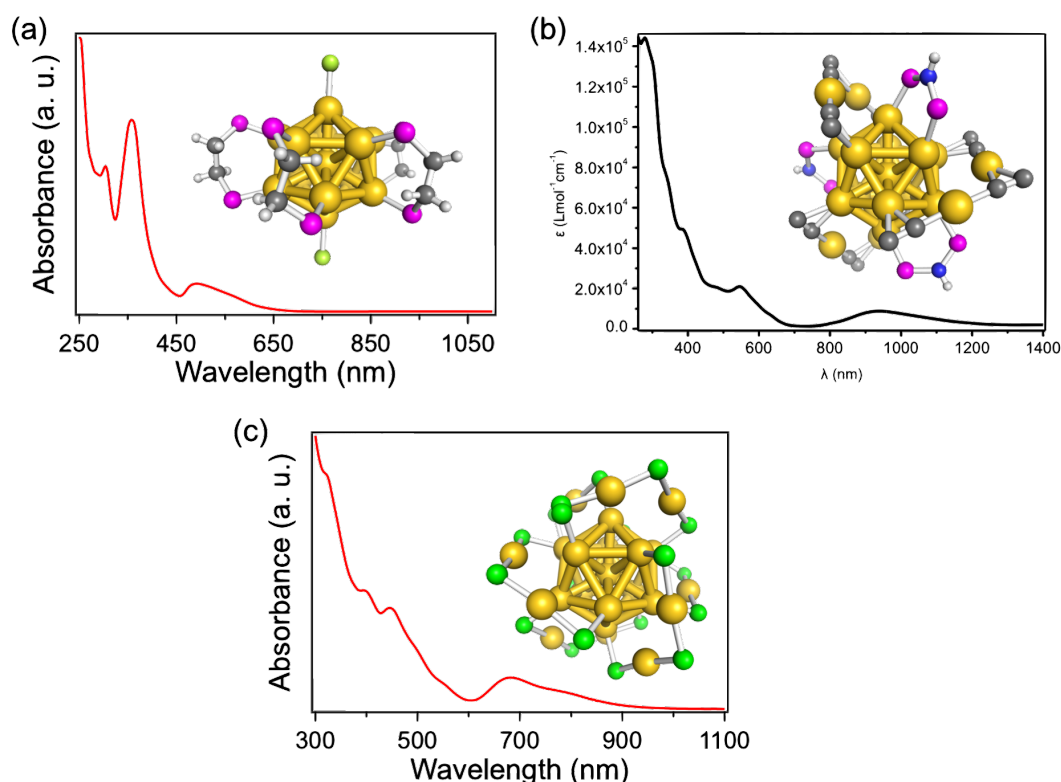 (a)
Absorbance (a. u.)
250 450 650 850 1050
Wavelength (nm)
(b)
ε (Lmol⁻¹cm⁻¹)
1.4x10⁵
1.2x10⁵
1.0x10⁵
8.0x10⁴
6.0x10⁴
4.0x10⁴
2.0x10⁴
0.0
400 600 800 1000 1200 1400
λ (nm)
(c)
Absorbance (a. u.)
300 500 700 900 1100
Wavelength (nm)